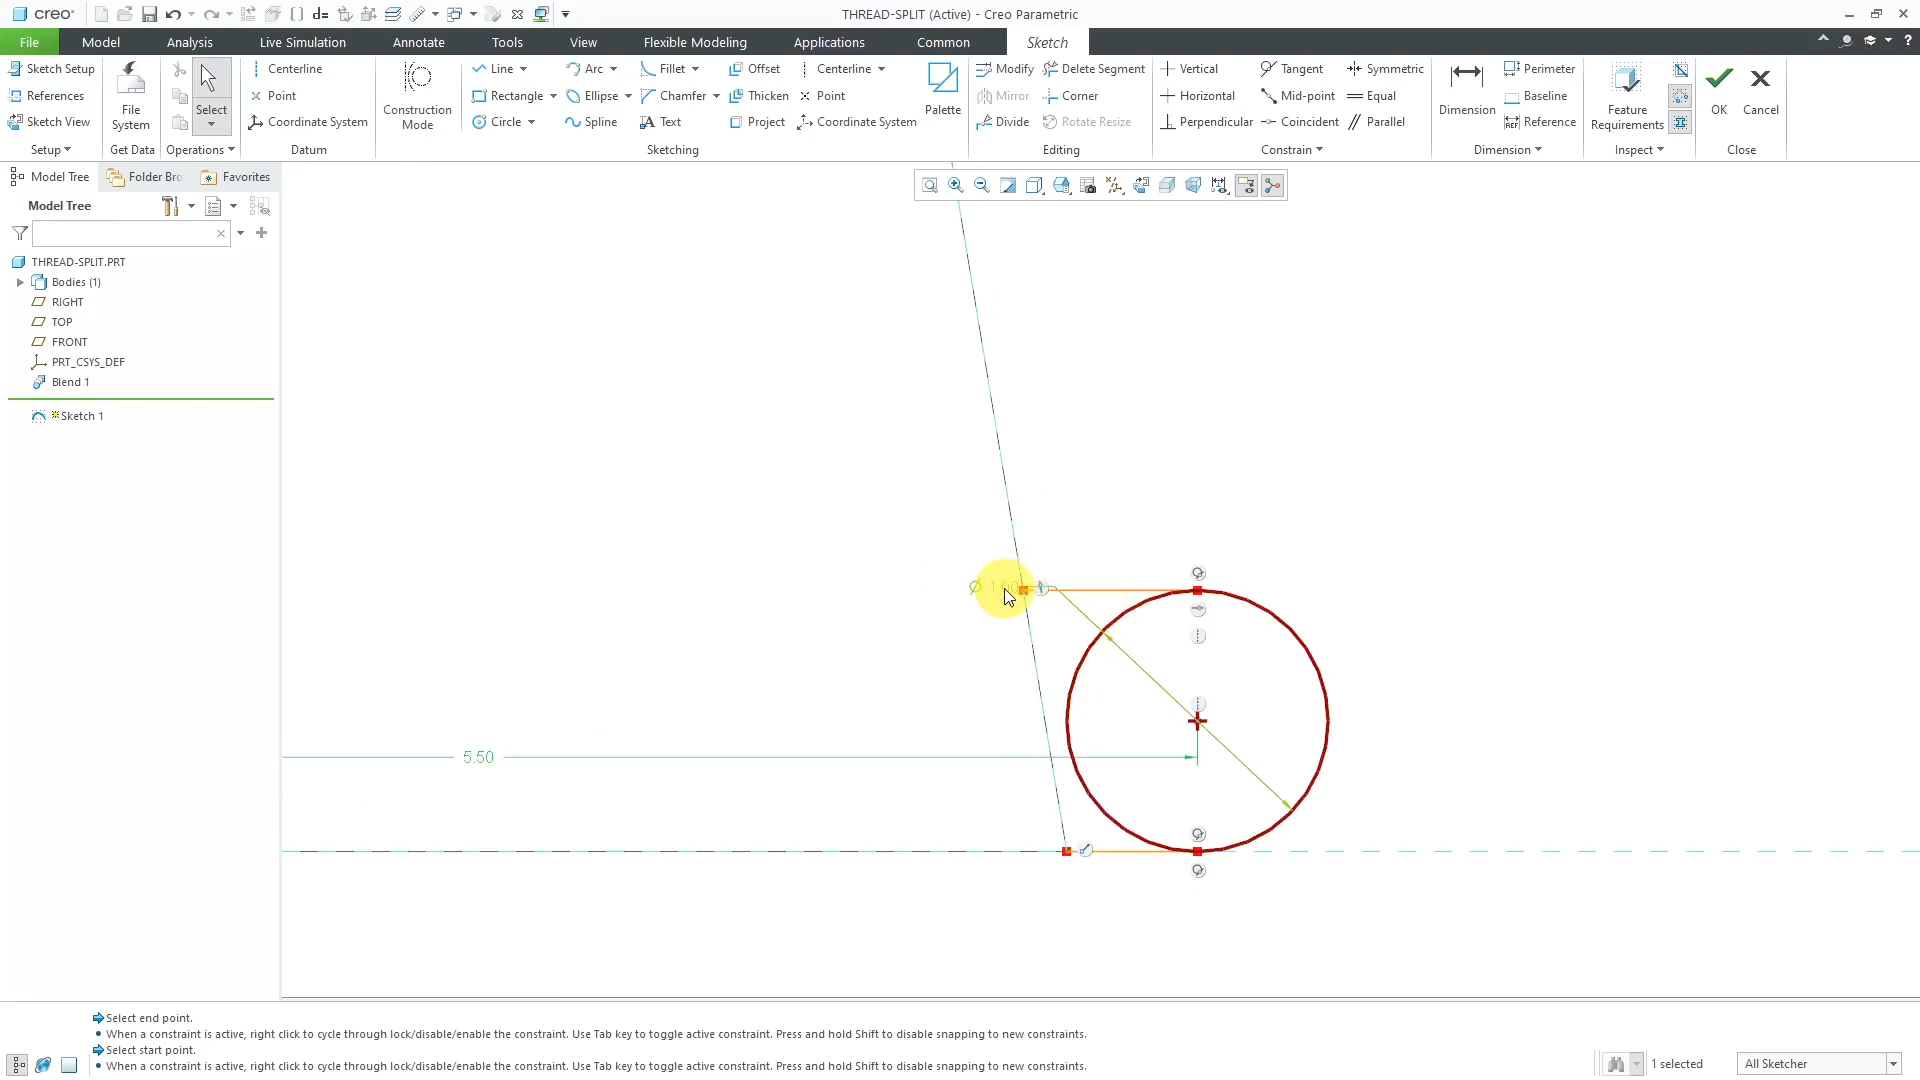 creo
d=
THREAD-SPLIT (Active) - Creo Parametric
File
Model
Analysis
Live Simulation
Annotate
Tools
View
Flexible Modeling
Applications
Common
Sketch
Sketch Setup
References
Sketch View
Setup
File System
Get Data
Select
Operations
Centerline
Point
Coordinate System
Datum
Construction Mode
Line
Arc
Fillet
Offset
Centerline
Rectangle
Ellipse
Chamfer
Thicken
Point
Circle
Spline
Text
Project
Coordinate System
Palette
Sketching
Modify
Delete Segment
Mirror
Corner
Divide
Rotate Resize
Editing
Vertical
Tangent
Symmetric
Horizontal
Mid-point
Equal
Perpendicular
Coincident
Parallel
Constrain
Dimension
Perimeter
Baseline
Reference
Dimension
Feature Requirements
Inspect
OK
Cancel
Close
Model Tree
Folder Bro
Favorites
Model Tree
THREAD-SPLIT.PRT
Bodies (1)
RIGHT
TOP
FRONT
PRT_CSYS_DEF
Blend 1
Sketch 1
Ø 1.00
5.50
Select end point.
• When a constraint is active, right click to cycle through lock/disable/enable the constraint. Use Tab key to toggle active constraint. Press and hold Shift to disable snapping to new constraints.
Select start point.
• When a constraint is active, right click to cycle through lock/disable/enable the constraint. Use Tab key to toggle active constraint. Press and hold Shift to disable snapping to new constraints.
1 selected
All Sketcher